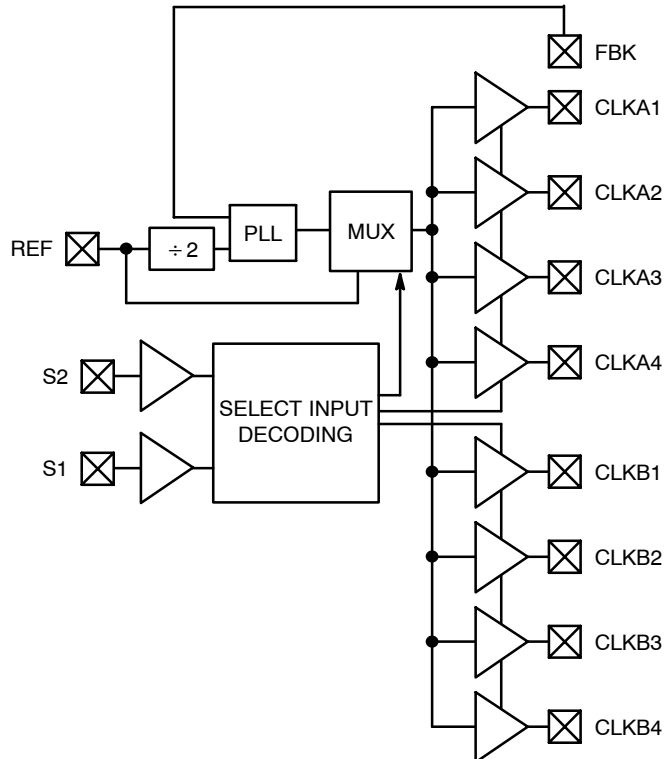 FBK
CLKA1
CLKA2
PLL
MUX
REF
÷2
CLKA3
S2
CLKA4
SELECT INPUT
DECODING
S1
CLKB1
CLKB2
CLKB3
CLKB4